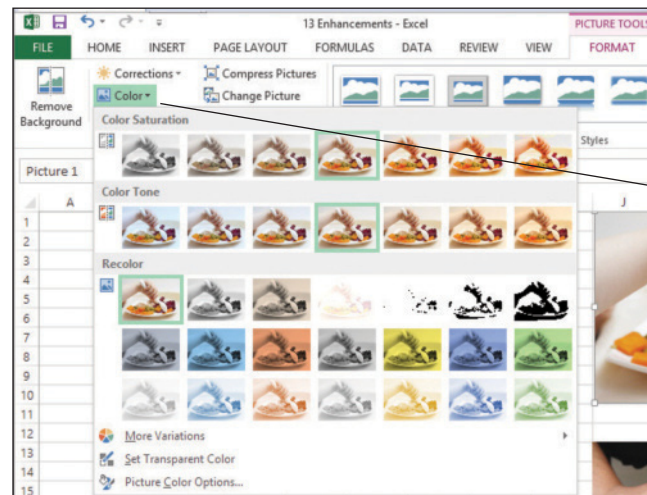 13 Enhancements - Excel
PICTURE TOOLS
FILE HOME INSERT PAGE LAYOUT FORMULAS DATA REVIEW VIEW FORMAT
Remove Background
Corrections
Compress Pictures
Color
Change Picture
Styles
Picture 1
Color Saturation
Color Tone
Recolor
More Variations
Set Transparent Color
Picture Color Options...
A
J
1
2
3
4
5
6
7
8
9
10
11
12
13
14
15